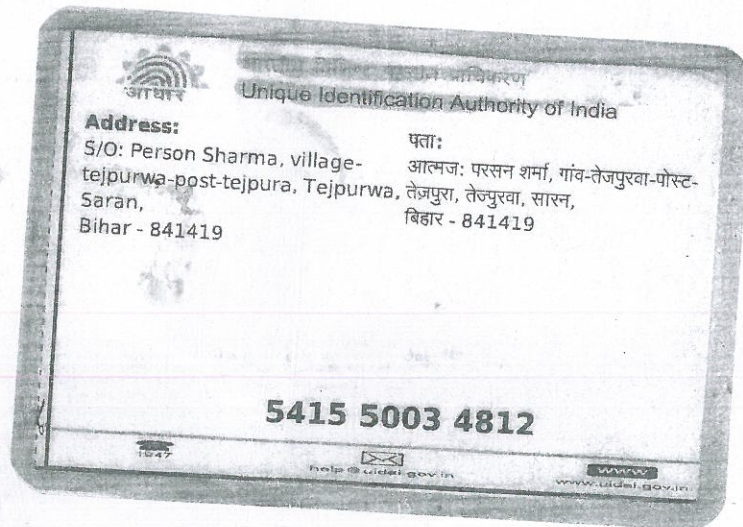 आधार
Unique Identification Authority of India
Address:
S/O: Person Sharma, village-
tejpurwa-post-tejpura, Tejpurwa,
Saran,
Bihar - 841419
पता:
आत्मज: परसन शर्मा, गांव-तेजपुरवा-पोस्ट-
तेज़पुरा, तेज्पुरवा, सारन,
बिहार - 841419
5415 5003 4812
1947
help@uidai.gov.in
www
www.uidai.gov.in